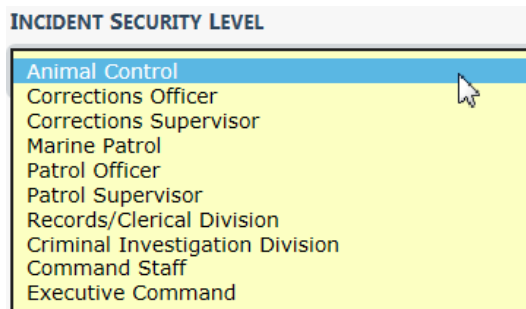 INCIDENT SECURITY LEVEL
Animal Control
Corrections Officer
Corrections Supervisor
Marine Patrol
Patrol Officer
Patrol Supervisor
Records/Clerical Division
Criminal Investigation Division
Command Staff
Executive Command